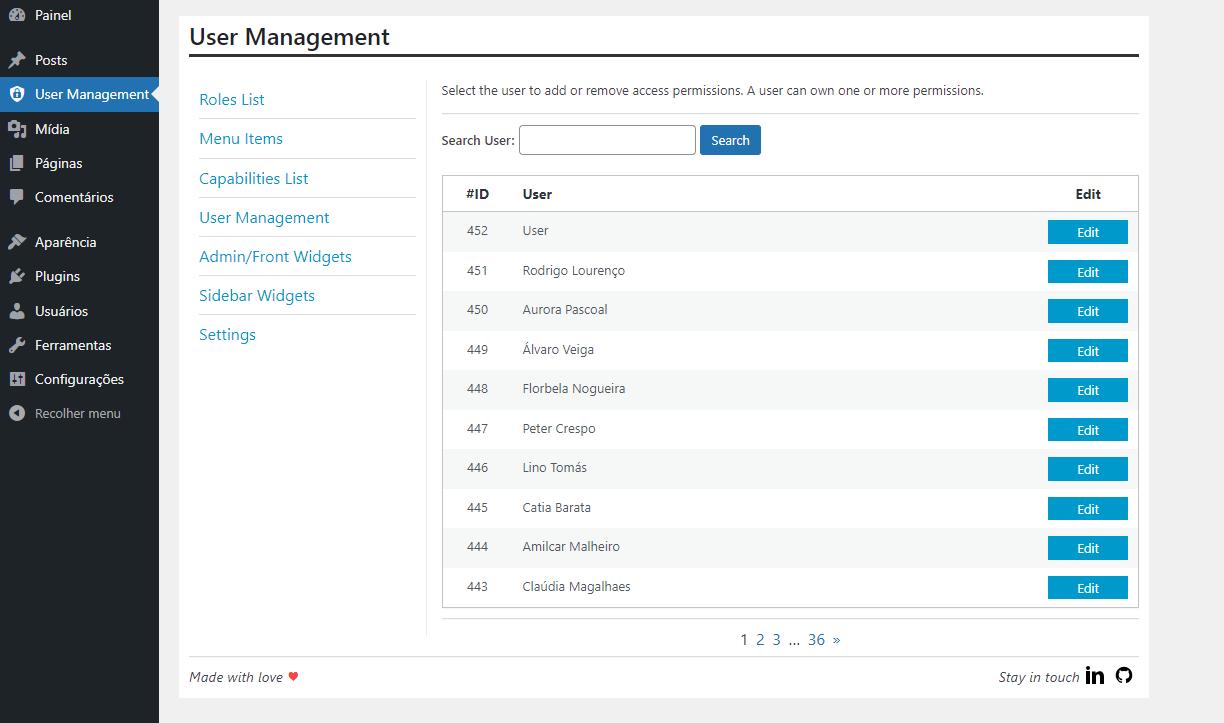 Painel
Posts
User Management
Mídia
Páginas
Comentários
Aparência
Plugins
Usuários
Ferramentas
Configurações
Recolher menu
User Management
Roles List
Menu Items
Capabilities List
User Management
Admin/Front Widgets
Sidebar Widgets
Settings
Select the user to add or remove access permissions. A user can own one or more permissions.
Search User: Search
#ID User Edit
452 User Edit
451 Rodrigo Lourenço Edit
450 Aurora Pascoal Edit
449 Álvaro Veiga Edit
448 Florbela Nogueira Edit
447 Peter Crespo Edit
446 Lino Tomás Edit
445 Catia Barata Edit
444 Amilcar Malheiro Edit
443 Claúdia Magalhaes Edit
1 2 3 … 36 »
Made with love ♥
Stay in touch in